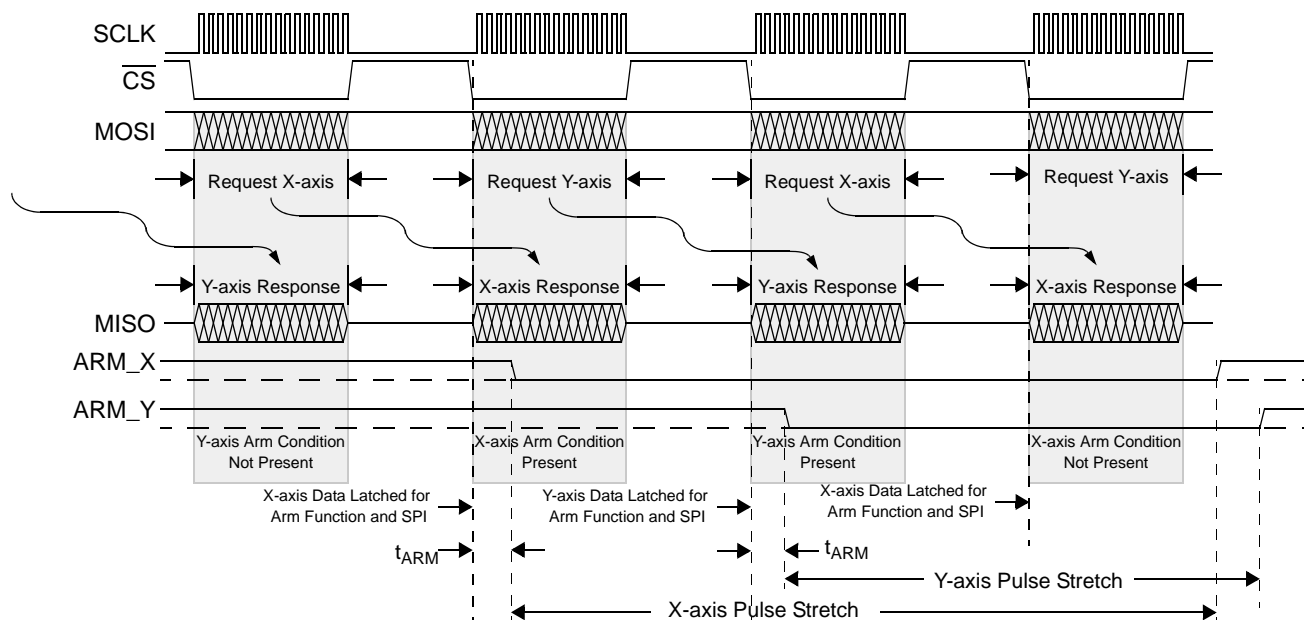 SCLK
CS
MOSI
Request X-axis
Request Y-axis
Request X-axis
Request Y-axis
Y-axis Response
X-axis Response
Y-axis Response
X-axis Response
MISO
ARM_X
ARM_Y
Y-axis Arm Condition
Not Present
X-axis Arm Condition
Present
Y-axis Arm Condition
Present
X-axis Arm Condition
Not Present
X-axis Data Latched for
Arm Function and SPI
Y-axis Data Latched for
Arm Function and SPI
X-axis Data Latched for
Arm Function and SPI
tARM
tARM
Y-axis Pulse Stretch
X-axis Pulse Stretch